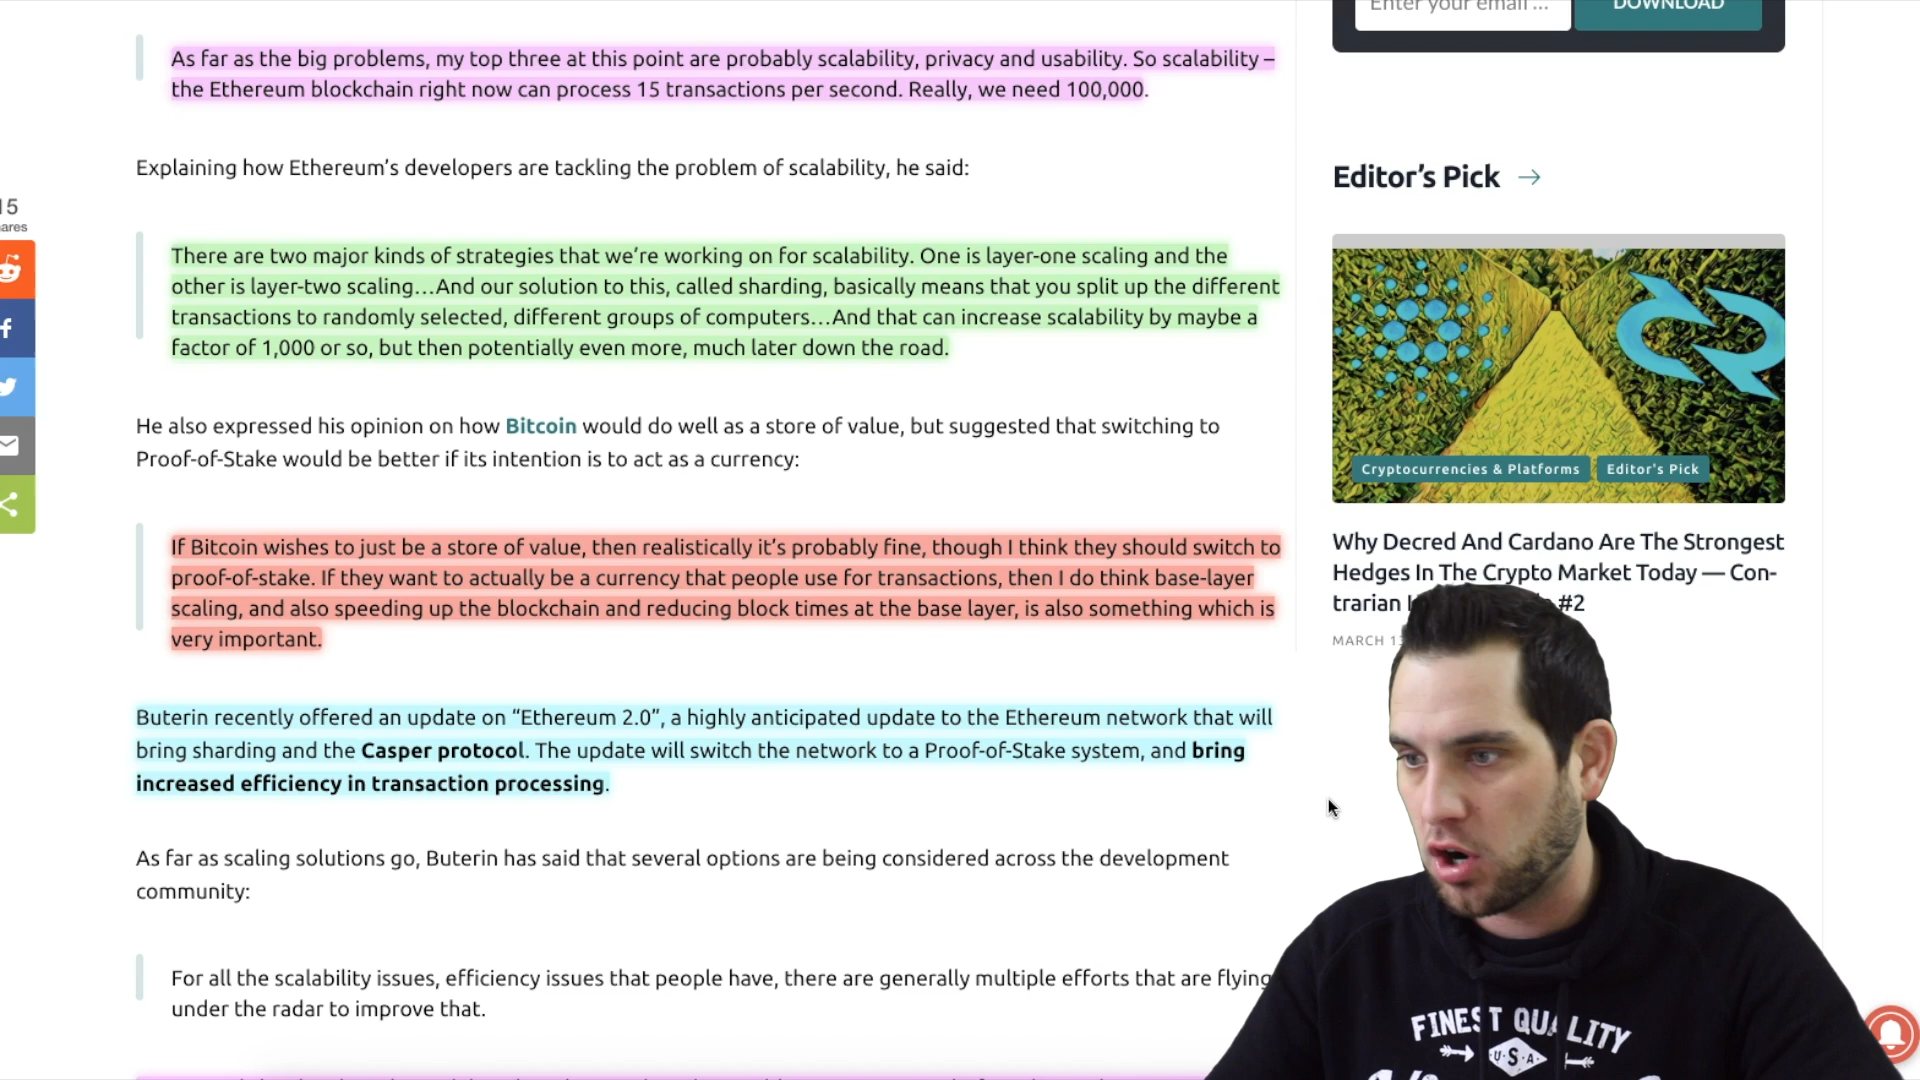 Enter your email ...
DOWNLOAD
As far as the big problems, my top three at this point are probably scalability, privacy and usability. So scalability –
the Ethereum blockchain right now can process 15 transactions per second. Really, we need 100,000.
Explaining how Ethereum’s developers are tackling the problem of scalability, he said:
There are two major kinds of strategies that we’re working on for scalability. One is layer-one scaling and the
other is layer-two scaling…And our solution to this, called sharding, basically means that you split up the different
transactions to randomly selected, different groups of computers…And that can increase scalability by maybe a
factor of 1,000 or so, but then potentially even more, much later down the road.
He also expressed his opinion on how Bitcoin would do well as a store of value, but suggested that switching to
Proof-of-Stake would be better if its intention is to act as a currency:
If Bitcoin wishes to just be a store of value, then realistically it’s probably fine, though I think they should switch to
proof-of-stake. If they want to actually be a currency that people use for transactions, then I do think base-layer
scaling, and also speeding up the blockchain and reducing block times at the base layer, is also something which is
very important.
Buterin recently offered an update on “Ethereum 2.0”, a highly anticipated update to the Ethereum network that will
bring sharding and the Casper protocol. The update will switch the network to a Proof-of-Stake system, and bring
increased efficiency in transaction processing.
As far as scaling solutions go, Buterin has said that several options are being considered across the development
community:
For all the scalability issues, efficiency issues that people have, there are generally multiple efforts that are flying
under the radar to improve that.
15
Editor’s Pick
Cryptocurrencies & Platforms
Editor's Pick
Why Decred And Cardano Are The Strongest
Hedges In The Crypto Market Today — Con-
trarian #2
MARCH
FINEST QUALITY
U·S·A·